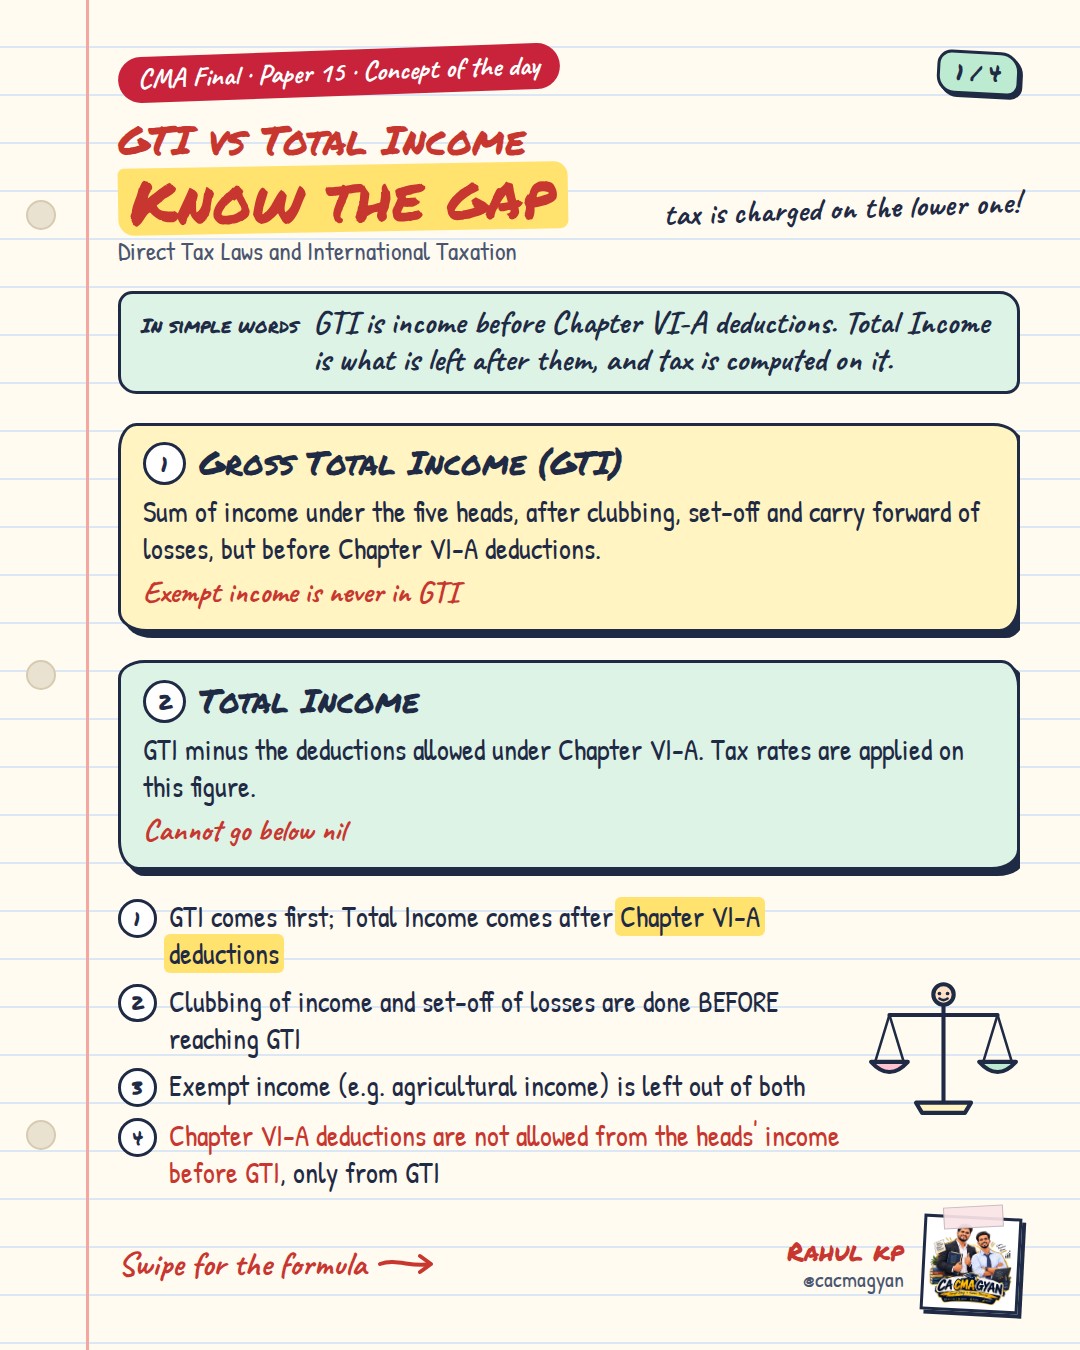 CMA Final · Paper 15 · Concept of the day
1 / 4
GTI vs Total Income
Know the gap
tax is charged on the lower one!
Direct Tax Laws and International Taxation
In simple words GTI is income before Chapter VI-A deductions. Total Income
is what is left after them, and tax is computed on it.
1 Gross Total Income (GTI)
Sum of income under the five heads, after clubbing, set-off and carry forward of
losses, but before Chapter VI-A deductions.
Exempt income is never in GTI
2 Total Income
GTI minus the deductions allowed under Chapter VI-A. Tax rates are applied on
this figure.
Cannot go below nil
1 GTI comes first; Total Income comes after Chapter VI-A
deductions
2 Clubbing of income and set-off of losses are done BEFORE
reaching GTI
3 Exempt income (e.g. agricultural income) is left out of both
4 Chapter VI-A deductions are not allowed from the heads' income
before GTI, only from GTI
Swipe for the formula
Rahul KP
@cacmagyan
CA CMA GYAN